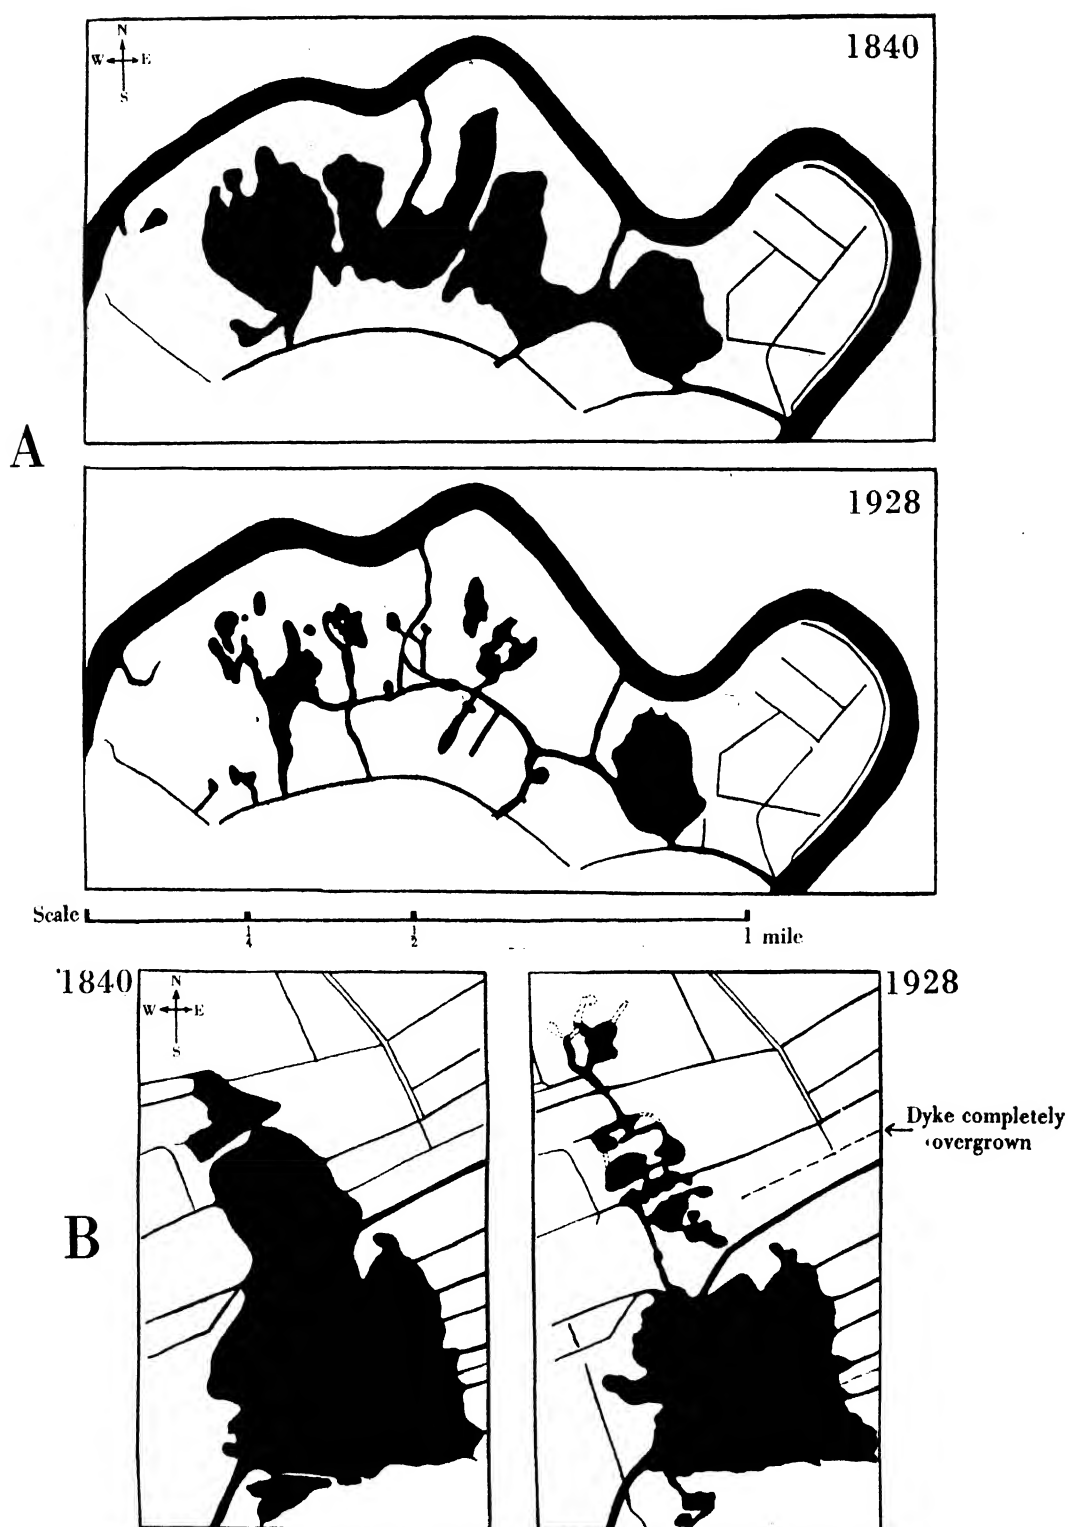 N
W E
S
1840
A
1928
Scale
1/4 1/2 1 mile
1840
N
W E
S
1928
Dyke completely
overgrown
B